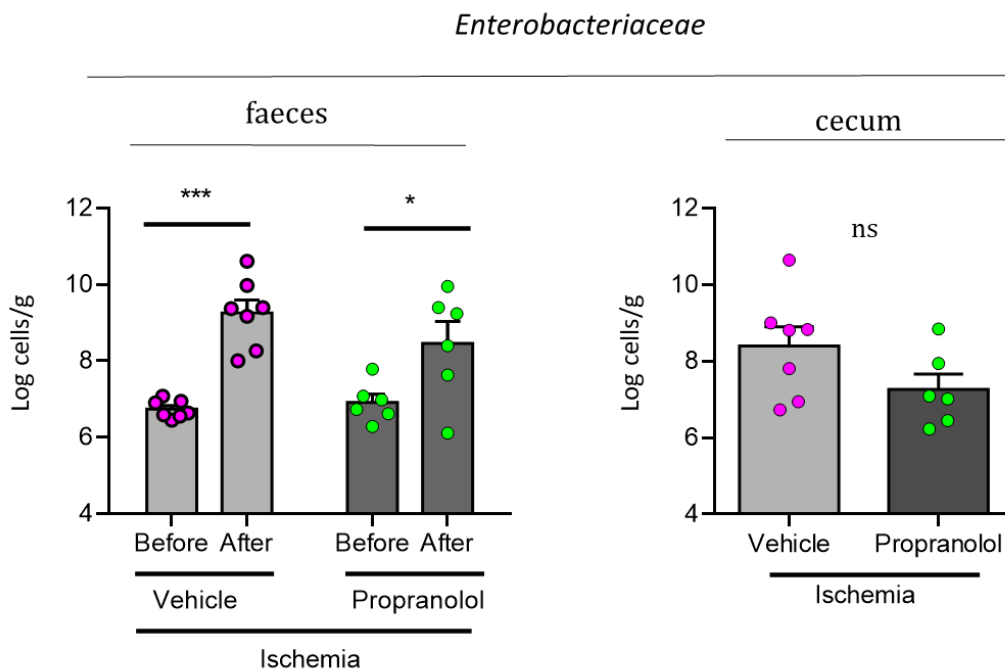 Enterobacteriaceae
faeces
***
*
12
10
8
6
4
Log cells/g
Before After Before After
Vehicle Propranolol
Ischemia
cecum
ns
12
10
8
6
4
Log cells/g
Vehicle Propranolol
Ischemia